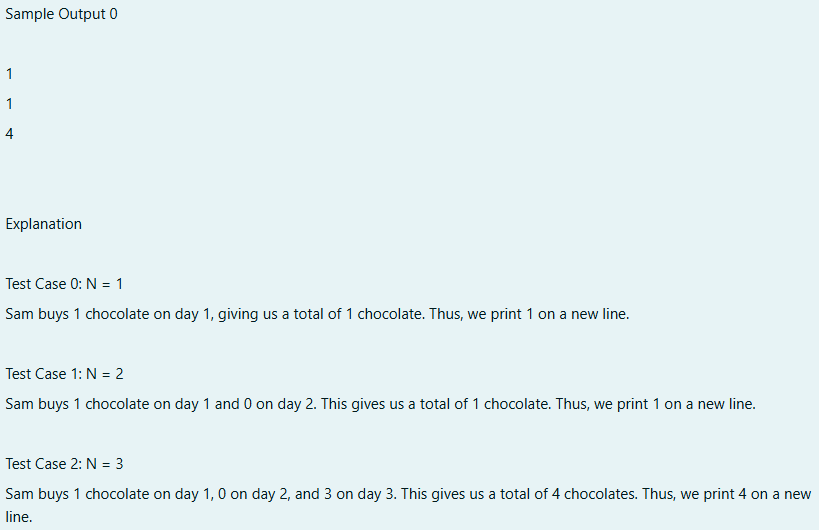 Sample Output 0
1
1
4
Explanation
Test Case 0: N = 1
Sam buys 1 chocolate on day 1, giving us a total of 1 chocolate. Thus, we print 1 on a new line.
Test Case 1: N = 2
Sam buys 1 chocolate on day 1 and 0 on day 2. This gives us a total of 1 chocolate. Thus, we print 1 on a new line.
Test Case 2: N = 3
Sam buys 1 chocolate on day 1, 0 on day 2, and 3 on day 3. This gives us a total of 4 chocolates. Thus, we print 4 on a new
line.